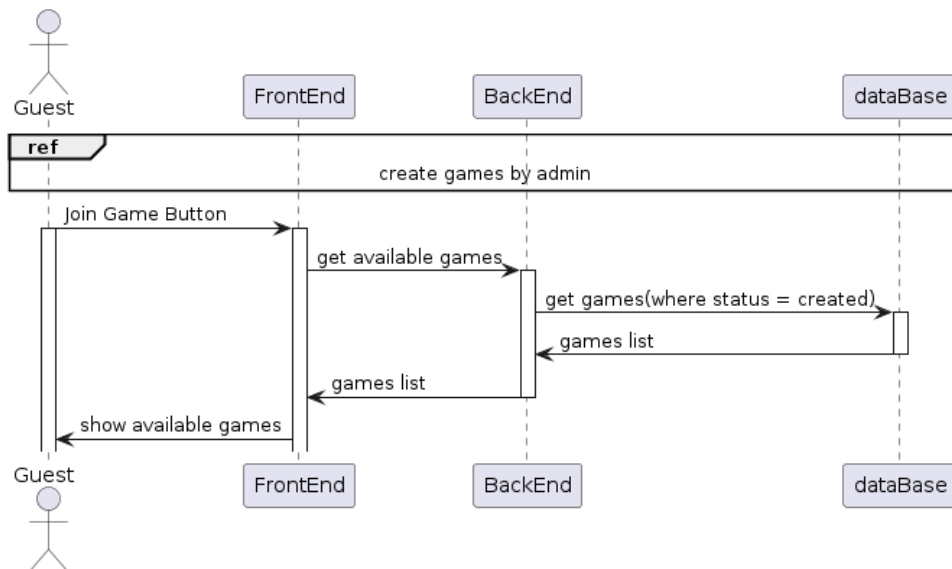 Guest
FrontEnd
BackEnd
dataBase
ref
create games by admin
Join Game Button
get available games
get games(where status = created)
games list
games list
show available games
Guest
FrontEnd
BackEnd
dataBase